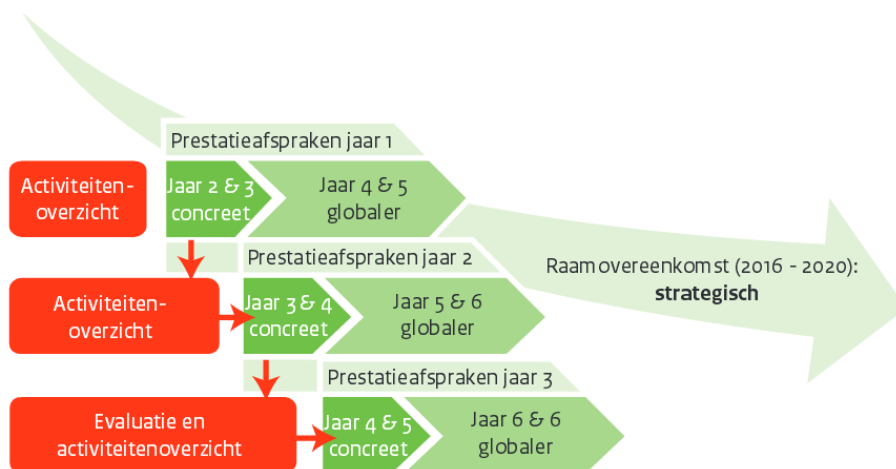 Prestatieafspraken jaar 1
Activiteiten-
overzicht
Jaar 2 & 3
concreet
Jaar 4 & 5
globaler
Prestatieafspraken jaar 2
Raamovereenkomst (2016 - 2020):
strategisch
Activiteiten-
overzicht
Jaar 3 & 4
concreet
Jaar 5 & 6
globaler
Prestatieafspraken jaar 3
Evaluatie en
activiteitenoverzicht
Jaar 4 & 5
concreet
Jaar 6 & 6
globaler